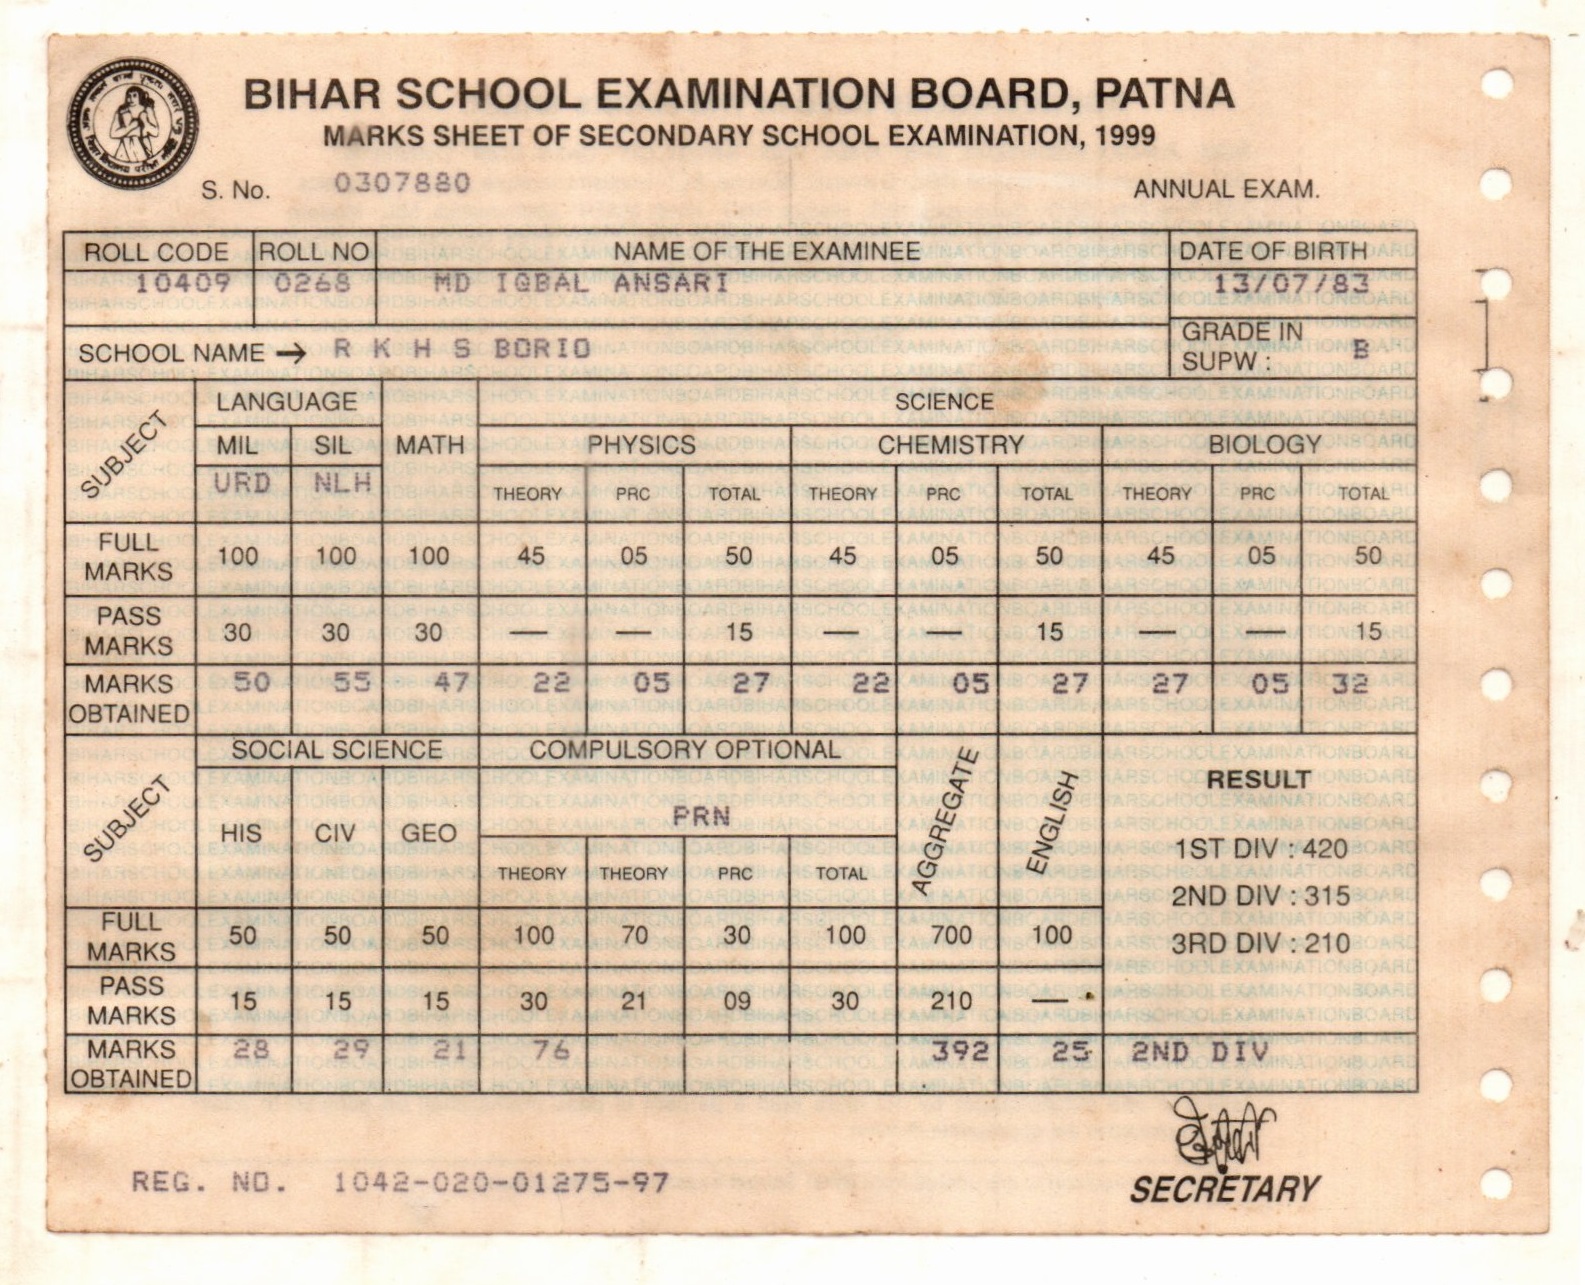 BIHAR SCHOOL EXAMINATION BOARD, PATNA
MARKS SHEET OF SECONDARY SCHOOL EXAMINATION, 1999
S. No. 0307880 ANNUAL EXAM.
ROLL CODE ROLL NO NAME OF THE EXAMINEE DATE OF BIRTH
10409 0268 MD IQBAL ANSARI 13/07/83
SCHOOL NAME → R K H S BORIO GRADE IN SUPW : B
SUBJECT LANGUAGE SCIENCE
MIL SIL MATH PHYSICS CHEMISTRY BIOLOGY
URD NLH THEORY PRC TOTAL THEORY PRC TOTAL THEORY PRC TOTAL
FULL MARKS 100 100 100 45 05 50 45 05 50 45 05 50
PASS MARKS 30 30 30 — — 15 — — 15 — — 15
MARKS OBTAINED 50 55 47 22 05 27 22 05 27 27 05 32
SUBJECT SOCIAL SCIENCE COMPULSORY OPTIONAL AGGREGATE ENGLISH RESULT
PRN
HIS CIV GEO THEORY THEORY PRC TOTAL
1ST DIV : 420
2ND DIV : 315
3RD DIV : 210
FULL MARKS 50 50 50 100 70 30 100 700 100
PASS MARKS 15 15 15 30 21 09 30 210 —
MARKS OBTAINED 28 29 21 76 392 25 2ND DIV
REG. NO. 1042-020-01275-97
SECRETARY